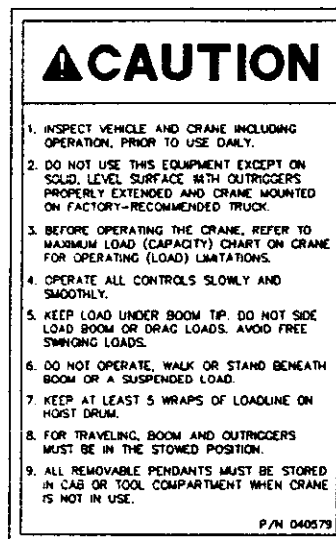 CAUTION
1. INSPECT VEHICLE AND CRANE INCLUDING
OPERATION, PRIOR TO USE DAILY.
2. DO NOT USE THIS EQUIPMENT EXCEPT ON
SOLID, LEVEL SURFACE WITH OUTRIGGERS
PROPERLY EXTENDED AND CRANE MOUNTED
ON FACTORY-RECOMMENDED TRUCK.
3. BEFORE OPERATING THE CRANE, REFER TO
MAXIMUM LOAD (CAPACITY) CHART ON CRANE
FOR OPERATING (LOAD) LIMITATIONS.
4. OPERATE ALL CONTROLS SLOWLY AND
SMOOTHLY.
5. KEEP LOAD UNDER BOOM TIP. DO NOT SIDE
LOAD BOOM OR DRAG LOADS. AVOID FREE
SWINGING LOADS.
6. DO NOT OPERATE, WALK OR STAND BENEATH
BOOM OR A SUSPENDED LOAD.
7. KEEP AT LEAST 5 WRAPS OF LOADLINE ON
HOIST DRUM.
8. FOR TRAVELING, BOOM AND OUTRIGGERS
MUST BE IN THE STOWED POSITION.
9. ALL REMOVABLE PENDANTS MUST BE STORED
IN CAB OR TOOL COMPARTMENT WHEN CRANE
IS NOT IN USE.
P/N 040579